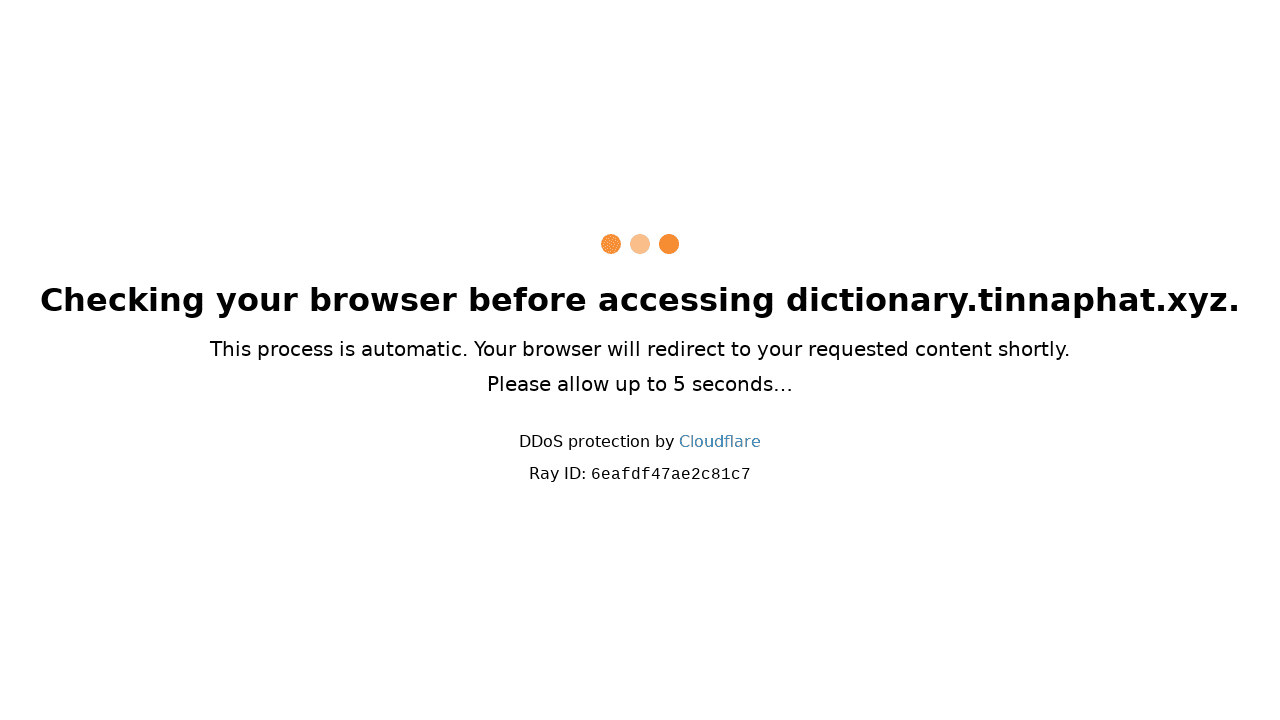 Checking your browser before accessing dictionary.tinnaphat.xyz.
This process is automatic. Your browser will redirect to your requested content shortly.
Please allow up to 5 seconds…
DDoS protection by Cloudflare
Ray ID: 6eafdf47ae2c81c7